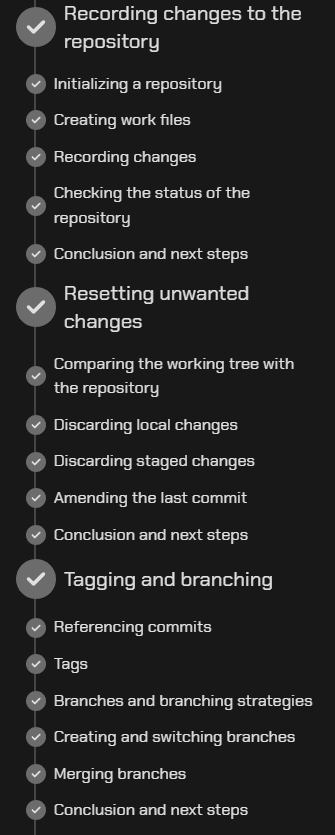 Recording changes to the
repository
Initializing a repository
Creating work files
Recording changes
Checking the status of the
repository
Conclusion and next steps
Resetting unwanted
changes
Comparing the working tree with
the repository
Discarding local changes
Discarding staged changes
Amending the last commit
Conclusion and next steps
Tagging and branching
Referencing commits
Tags
Branches and branching strategies
Creating and switching branches
Merging branches
Conclusion and next steps